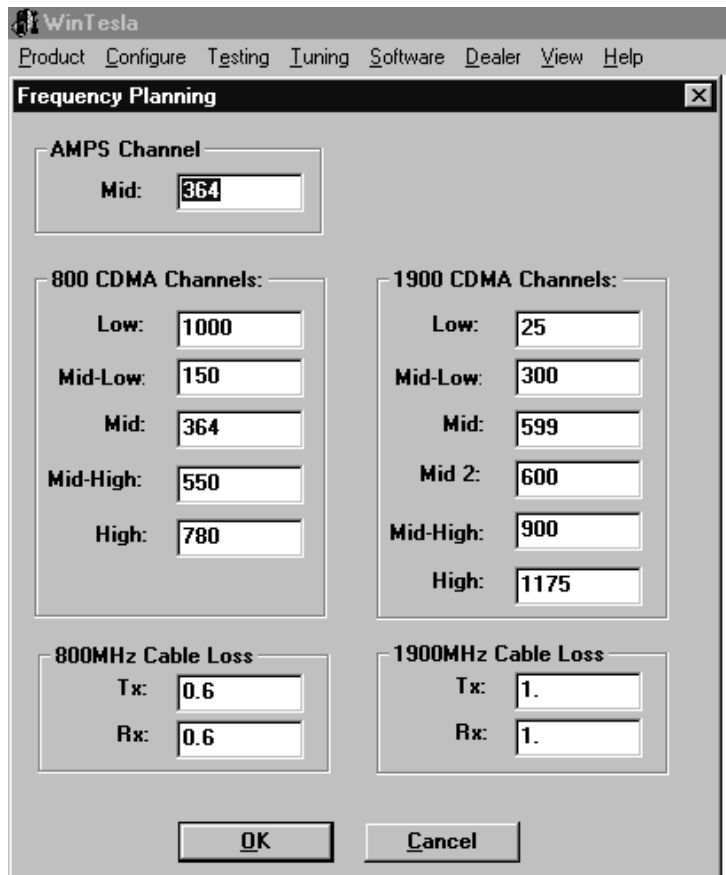 WinTesla
Product Configure Testing Tuning Software Dealer View Help
Frequency Planning
AMPS Channel
Mid: 364
800 CDMA Channels:
Low: 1000
Mid-Low: 150
Mid: 364
Mid-High: 550
High: 780
1900 CDMA Channels:
Low: 25
Mid-Low: 300
Mid: 599
Mid 2: 600
Mid-High: 900
High: 1175
800MHz Cable Loss
Tx: 0.6
Rx: 0.6
1900MHz Cable Loss
Tx: 1.
Rx: 1.
OK Cancel